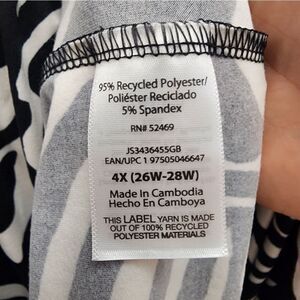 95% Recycled Polyester/
Poliéster Reciclado
5% Spandex
RN# 52469
JS3436455GB
EAN/UPC 1 97505046647
4X (26W-28W)
Made In Cambodia
Hecho En Camboya
THIS LABEL YARN IS MADE
OUT OF 100% RECYCLED
POLYESTER MATERIALS